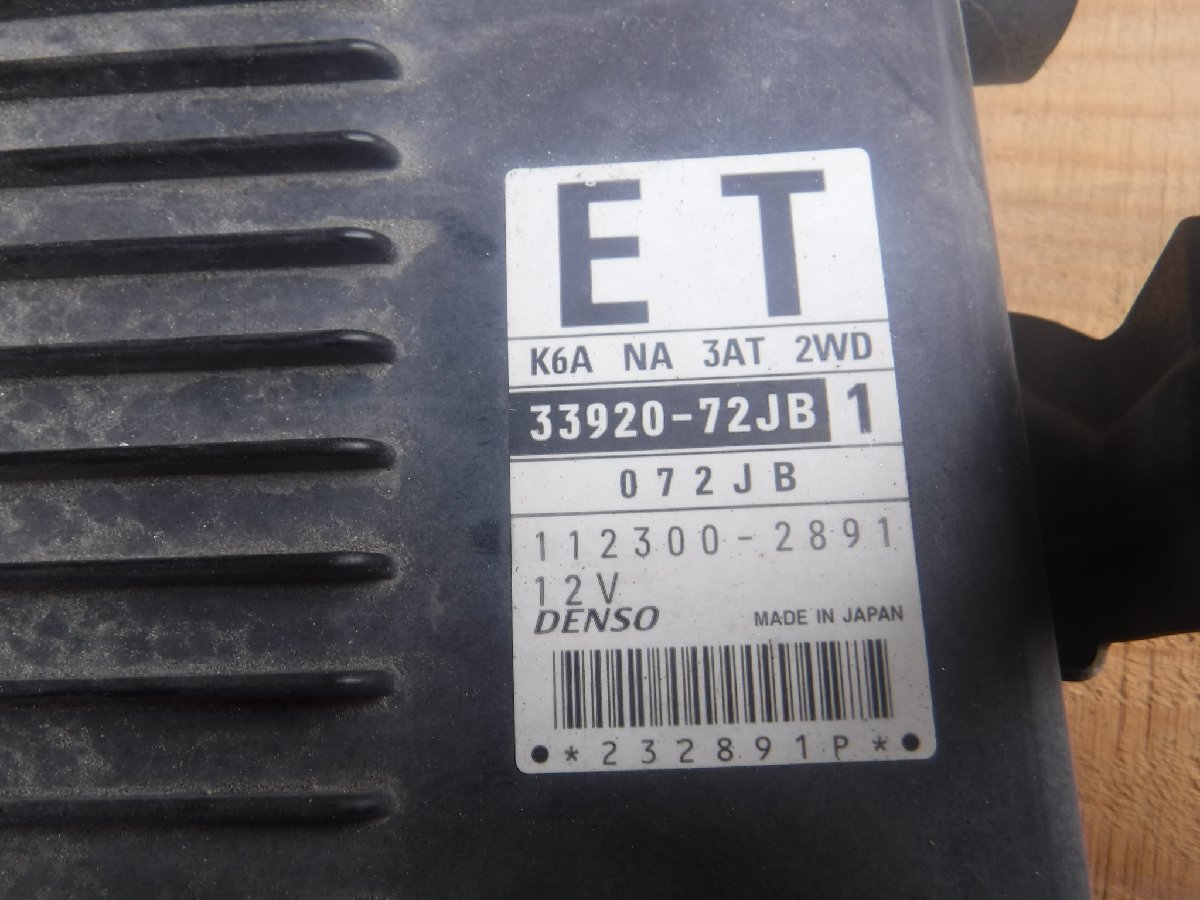 E T
K6A NA 3AT 2WD
33920-72JB 1
072JB
112300-2891
12V
DENSO MADE IN JAPAN
*232891P*